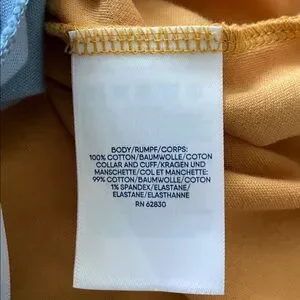 BODY/RUMPF/CORPS:
100% COTTON/BAUMWOLLE/COTON
COLLAR AND CUFF/KRAGEN UND
MANSCHETTE/COL ET MANCHETTE:
99% COTTON/BAUMWOLLE/COTON
1% SPANDEX/ELASTANE/
ELASTANE/ELASTHANNE
RN 62830